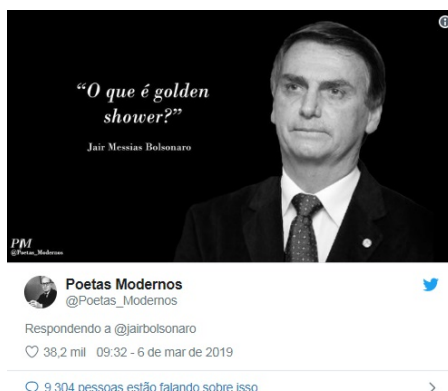 “O que é golden
shower?”
Jair Messias Bolsonaro
PM
@Poetas_Modernos
Poetas Modernos
@Poetas_Modernos
Respondendo a @jairbolsonaro
38,2 mil 09:32 - 6 de mar de 2019
9.304 pessoas estão falando sobre isso